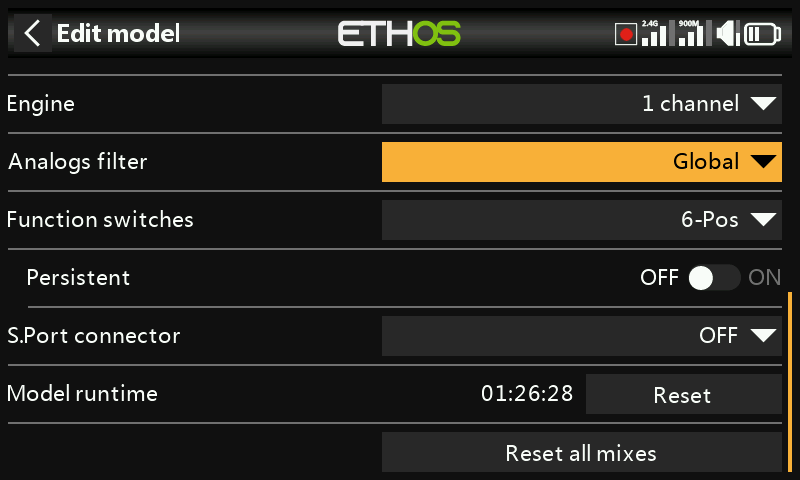 Edit model
ETHOS
2.4G
900M
Engine
1 channel
Analogs filter
Global
Function switches
6-Pos
Persistent
OFF
ON
S.Port connector
OFF
Model runtime
01:26:28
Reset
Reset all mixes